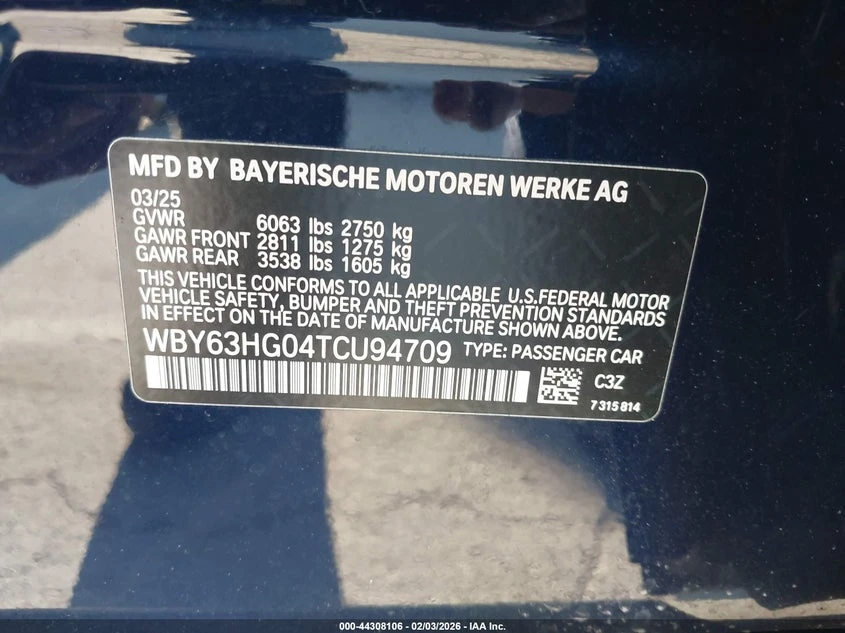 MFD BY BAYERISCHE MOTOREN WERKE AG
03/25
GVWR 6063 lbs 2750 kg
GAWR FRONT 2811 lbs 1275 kg
GAWR REAR 3538 lbs 1605 kg
THIS VEHICLE CONFORMS TO ALL APPLICABLE U.S.FEDERAL MOTOR
VEHICLE SAFETY, BUMPER AND THEFT PREVENTION STANDARDS
IN EFFECT ON THE DATE OF MANUFACTURE SHOWN ABOVE.
WBY63HG04TCU94709 TYPE: PASSENGER CAR
C3Z
7 315 814
000-44308106 - 02/03/2026 - IAA Inc.